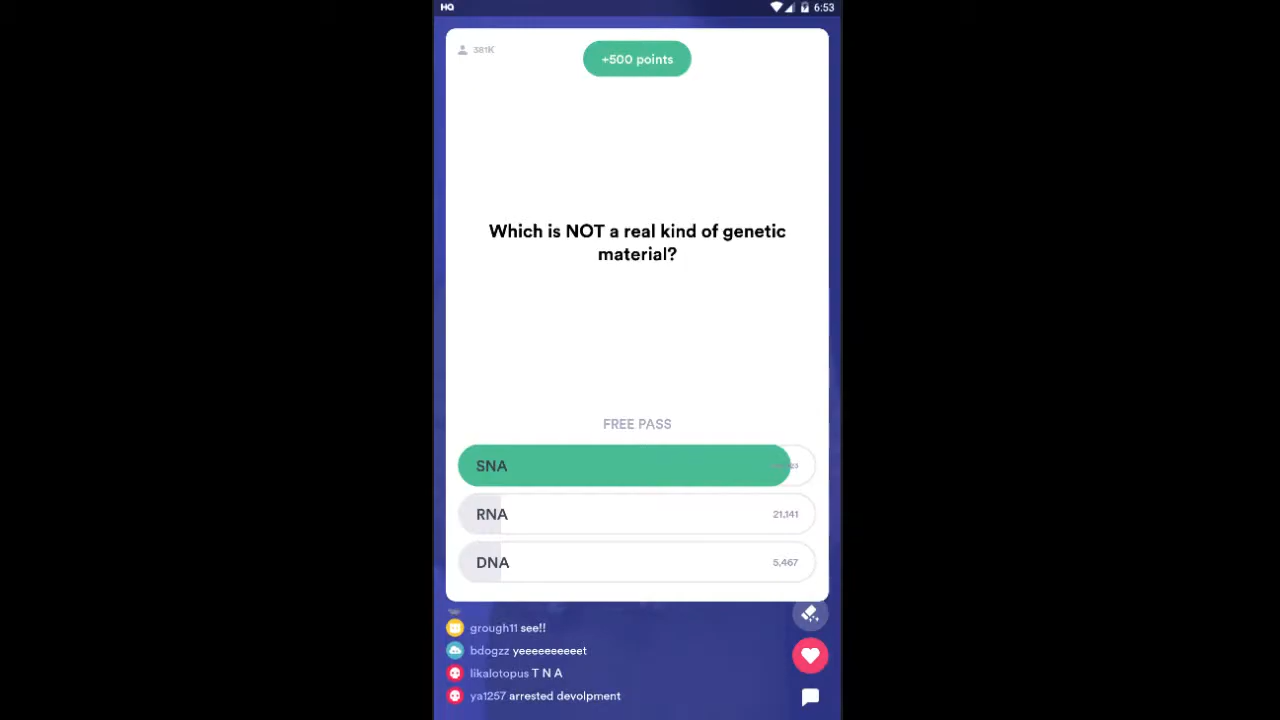 HQ
6:53
381K
+500 points
Which is NOT a real kind of genetic
material?
FREE PASS
SNA
RNA
21,141
DNA
5,467
grough11 see!!
bdogzz yeeeeeeeeeet
likalotopus T N A
ya1257 arrested devolpment